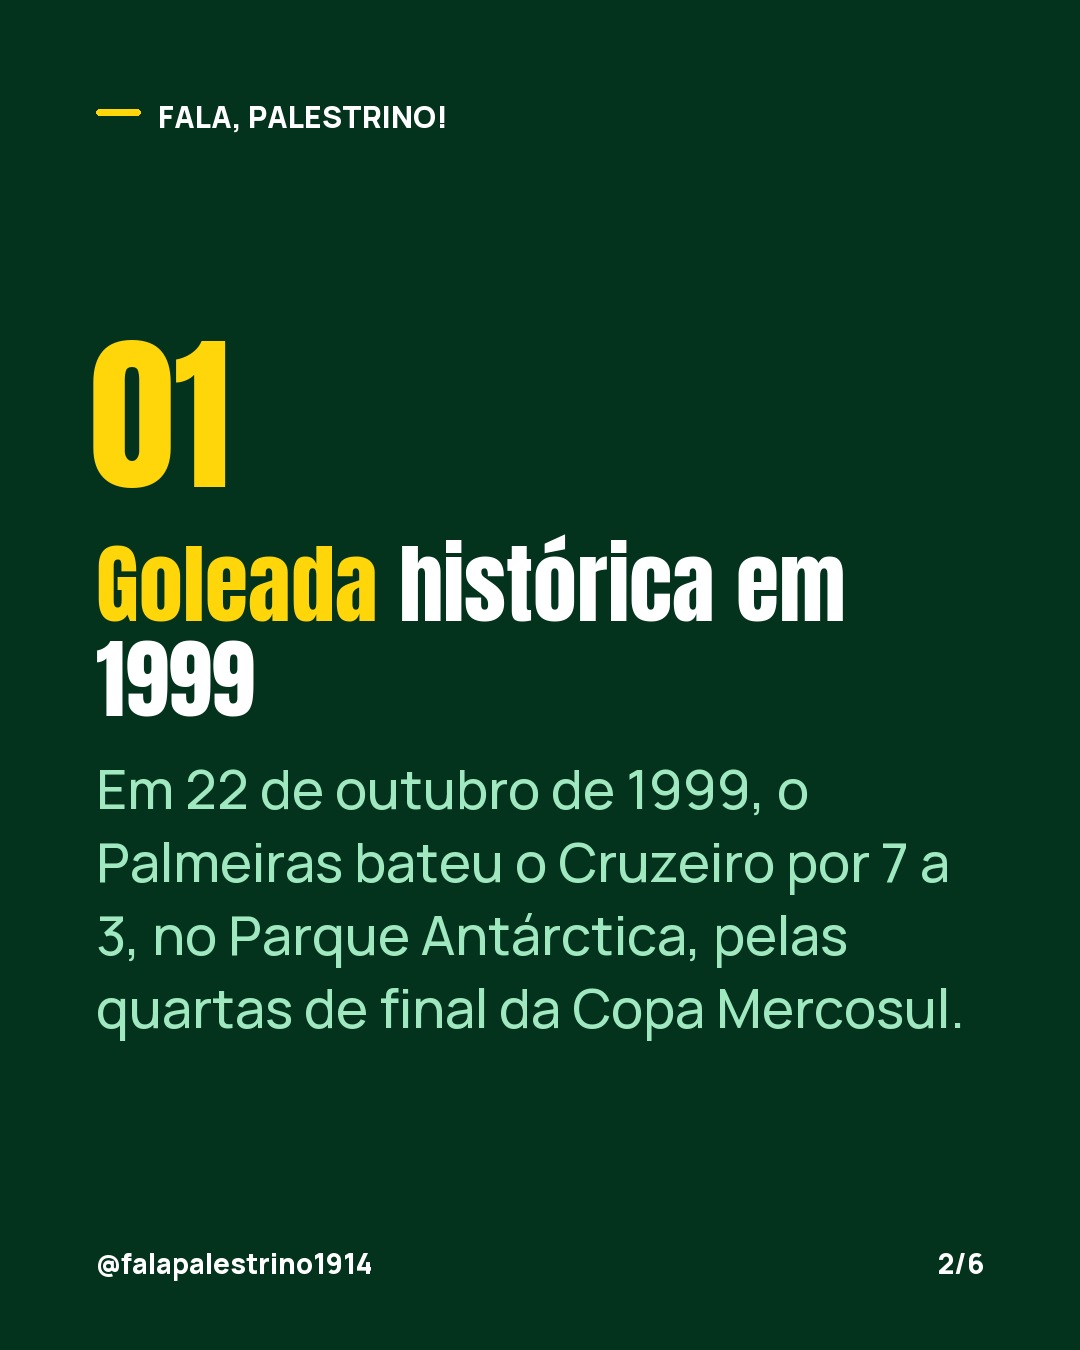 FALA, PALESTRINO!
01
Goleada histórica em
1999
Em 22 de outubro de 1999, o
Palmeiras bateu o Cruzeiro por 7 a
3, no Parque Antárctica, pelas
quartas de final da Copa Mercosul.
@falapalestrino1914
2/6